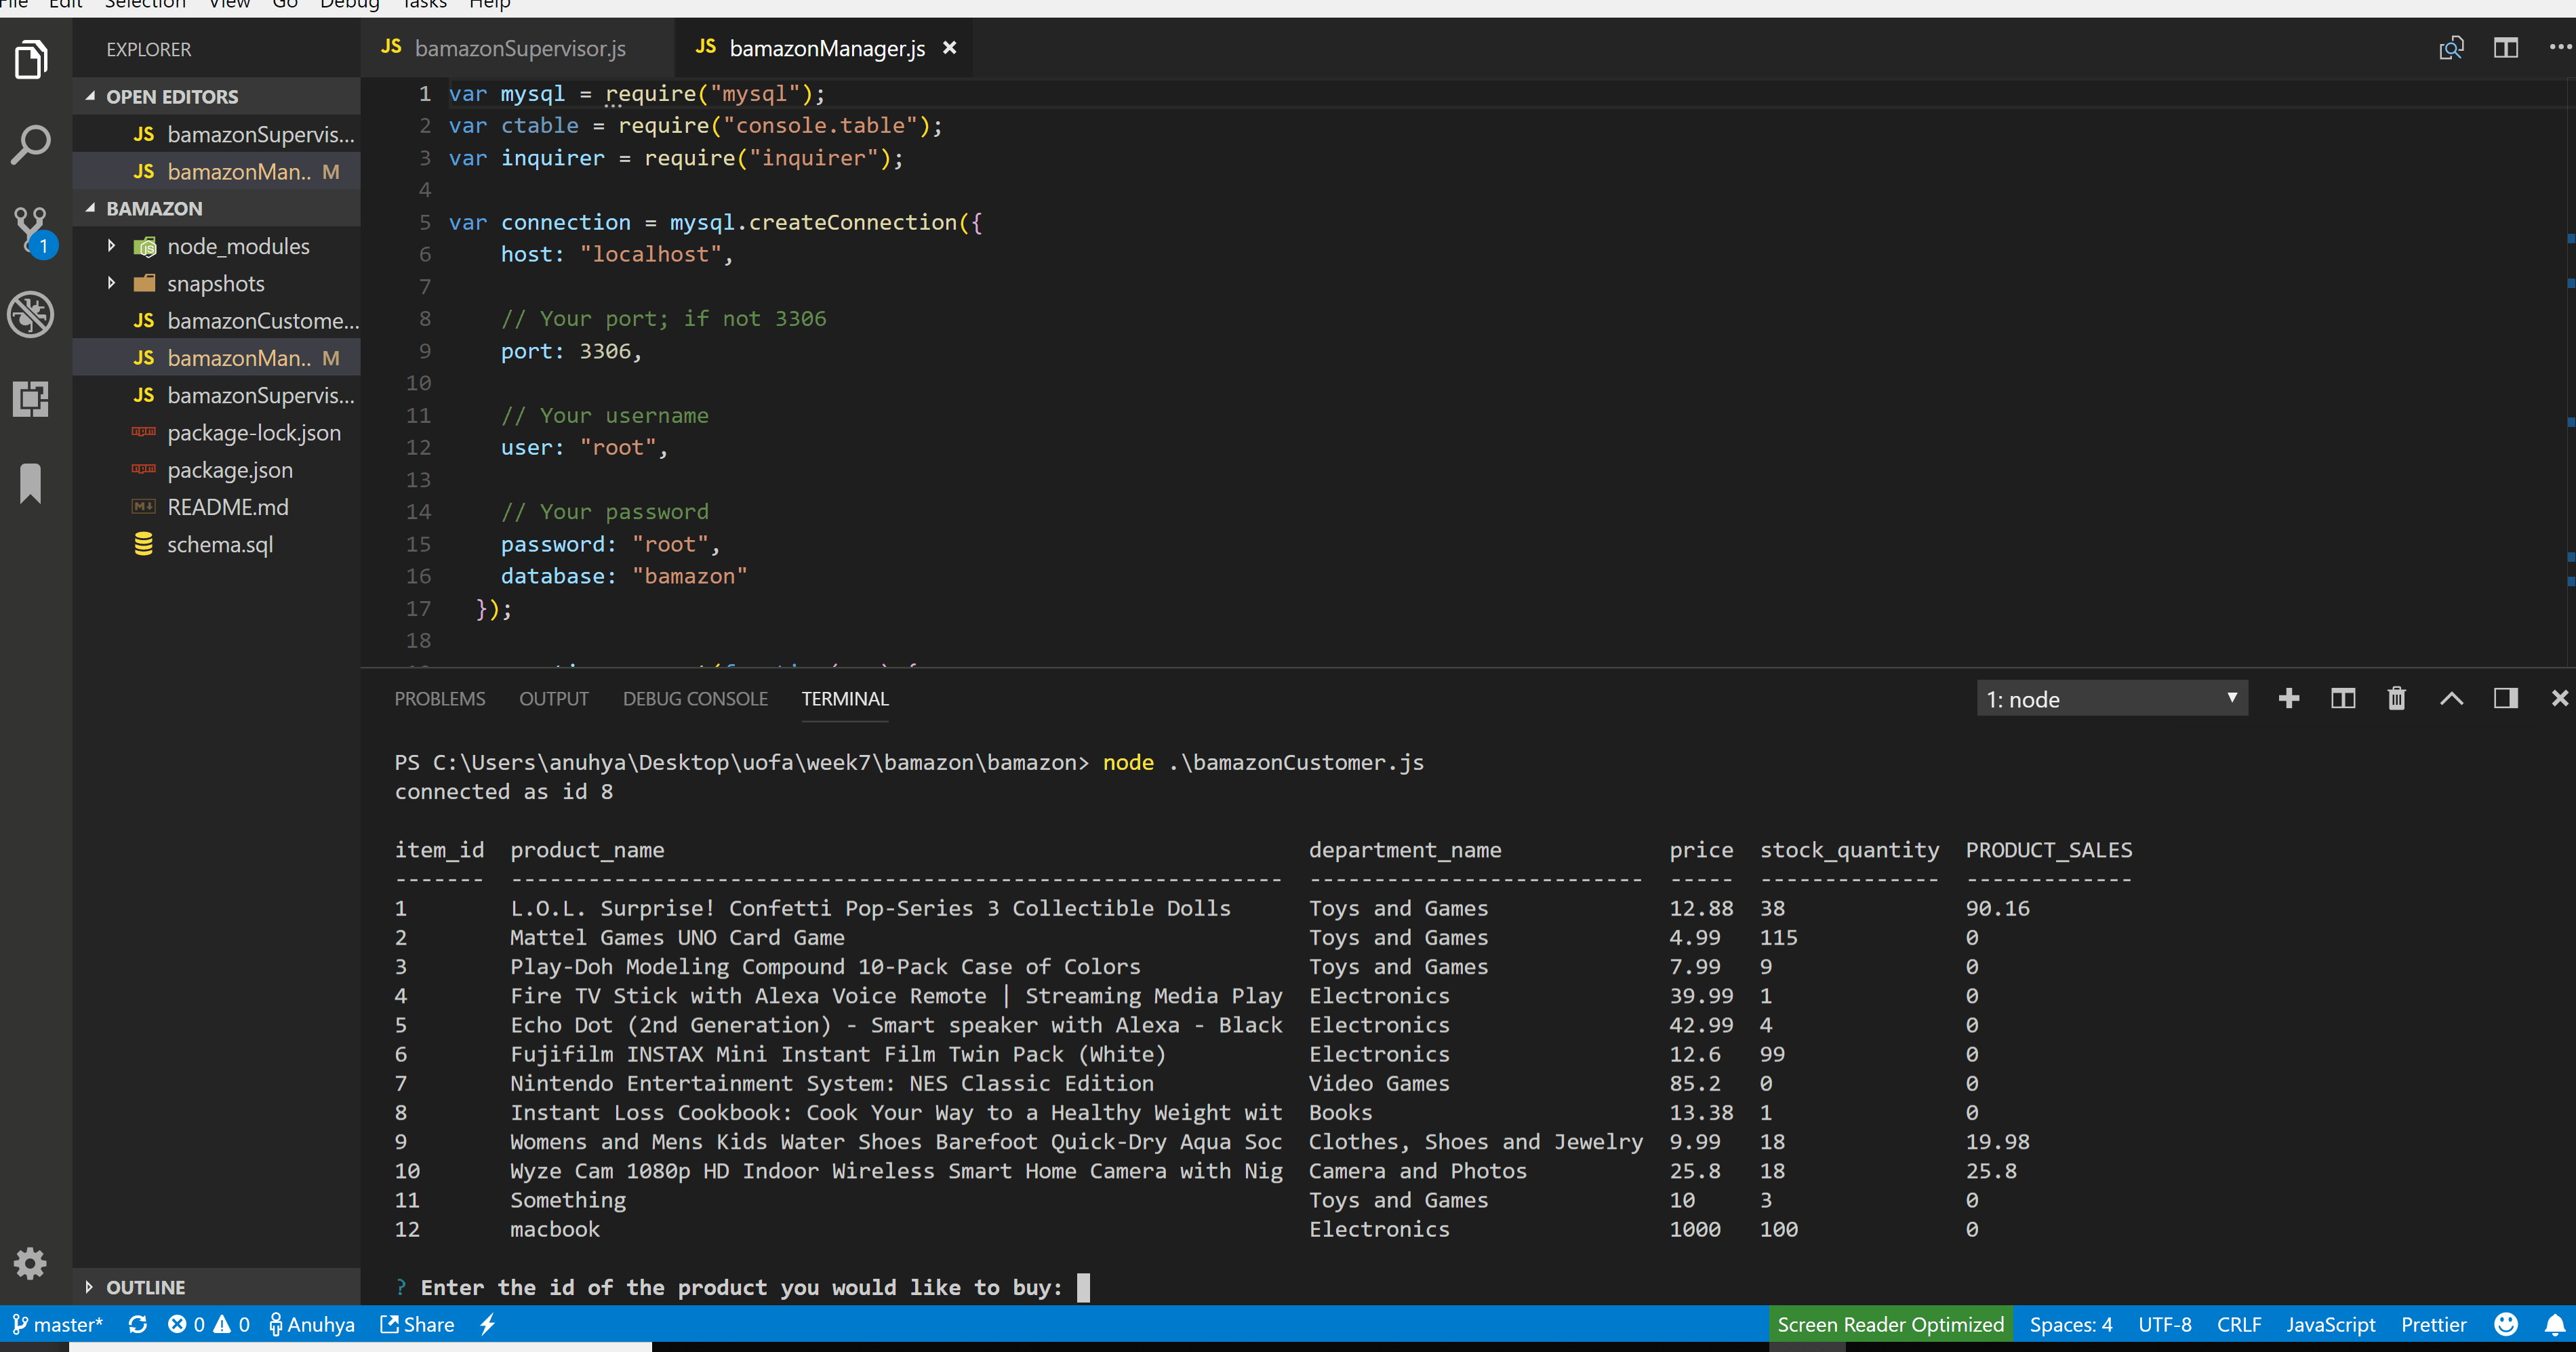 File Edit Selection View Go Debug Tasks Help
EXPLORER
OPEN EDITORS
JS bamazonSupervis...
JS bamazonMan.. M
BAMAZON
node_modules
snapshots
JS bamazonCustome...
JS bamazonMan.. M
JS bamazonSupervis...
package-lock.json
package.json
README.md
schema.sql
OUTLINE
1
JS bamazonSupervisor.js JS bamazonManager.js
1 var mysql = require("mysql");
2 var ctable = require("console.table");
3 var inquirer = require("inquirer");
4
5 var connection = mysql.createConnection({
6 host: "localhost",
7
8 // Your port; if not 3306
9 port: 3306,
10
11 // Your username
12 user: "root",
13
14 // Your password
15 password: "root",
16 database: "bamazon"
17 });
18
PROBLEMS OUTPUT DEBUG CONSOLE TERMINAL 1: node
PS C:\Users\anuhya\Desktop\uofa\week7\bamazon\bamazon> node .\bamazonCustomer.js
connected as id 8
item_id product_name department_name price stock_quantity PRODUCT_SALES
------- ------------------------------------------------------------ -------------------------- ----- -------------- -------------
1 L.O.L. Surprise! Confetti Pop-Series 3 Collectible Dolls Toys and Games 12.88 38 90.16
2 Mattel Games UNO Card Game Toys and Games 4.99 115 0
3 Play-Doh Modeling Compound 10-Pack Case of Colors Toys and Games 7.99 9 0
4 Fire TV Stick with Alexa Voice Remote | Streaming Media Play Electronics 39.99 1 0
5 Echo Dot (2nd Generation) - Smart speaker with Alexa - Black Electronics 42.99 4 0
6 Fujifilm INSTAX Mini Instant Film Twin Pack (White) Electronics 12.6 99 0
7 Nintendo Entertainment System: NES Classic Edition Video Games 85.2 0 0
8 Instant Loss Cookbook: Cook Your Way to a Healthy Weight wit Books 13.38 1 0
9 Womens and Mens Kids Water Shoes Barefoot Quick-Dry Aqua Soc Clothes, Shoes and Jewelry 9.99 18 19.98
10 Wyze Cam 1080p HD Indoor Wireless Smart Home Camera with Nig Camera and Photos 25.8 18 25.8
11 Something Toys and Games 10 3 0
12 macbook Electronics 1000 100 0
? Enter the id of the product you would like to buy:
master* 0 0 Anuhya Share Screen Reader Optimized Spaces: 4 UTF-8 CRLF JavaScript Prettier